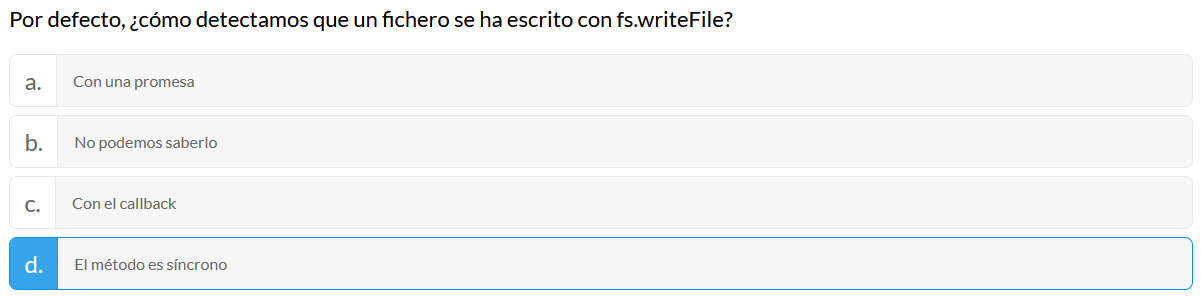 Por defecto, ¿cómo detectamos que un fichero se ha escrito con fs.writeFile?
a. Con una promesa
b. No podemos saberlo
c. Con el callback
d. El método es síncrono